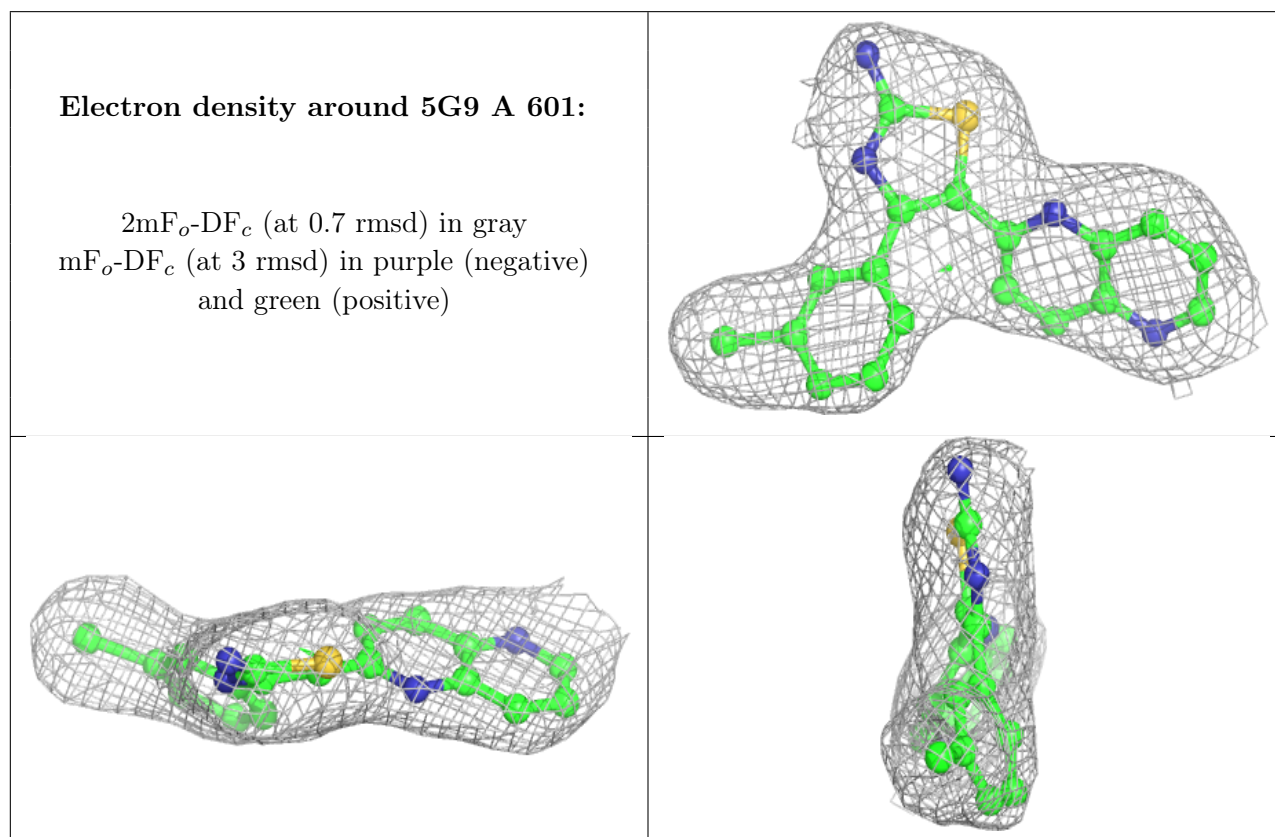 Electron density around 5G9 A 601:
2mFo-DFc (at 0.7 rmsd) in gray
mFo-DFc (at 3 rmsd) in purple (negative)
and green (positive)